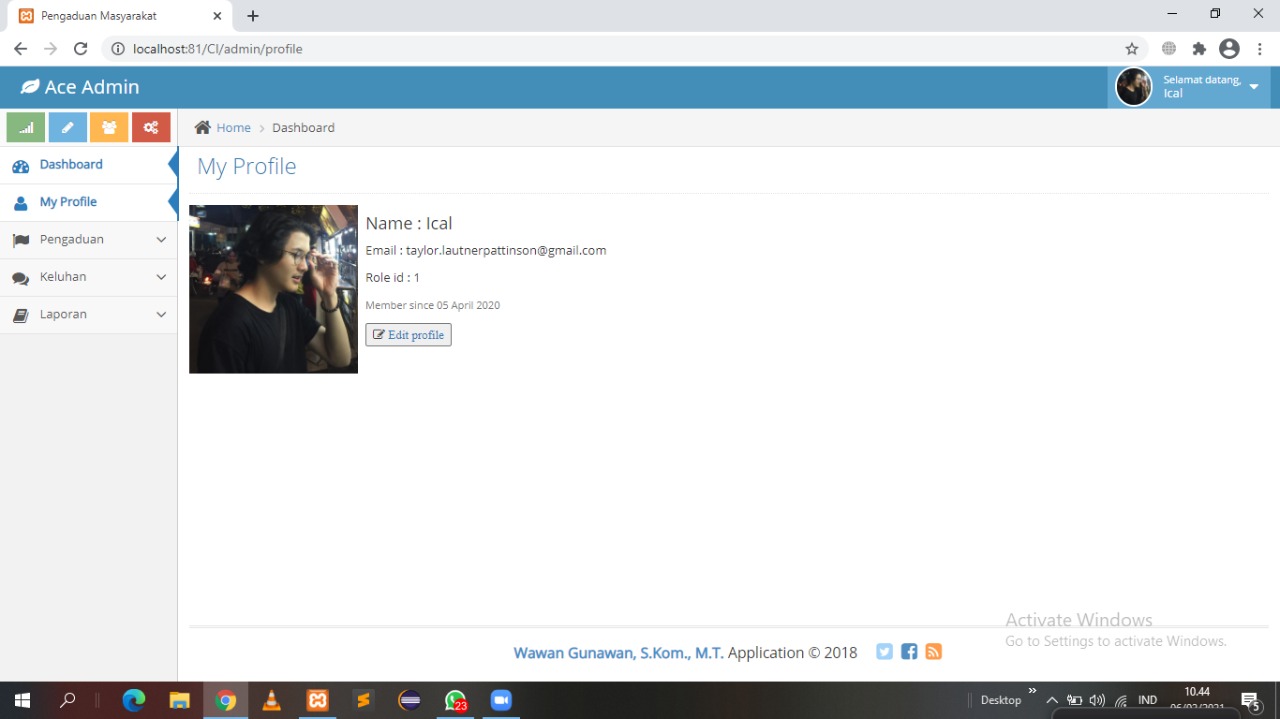 Pengaduan Masyarakat
localhost:81/CI/admin/profile
Ace Admin
Selamat datang,
Ical
Home > Dashboard
Dashboard
My Profile
Pengaduan
Keluhan
Laporan
My Profile
Name : Ical
Email : taylor.lautnerpattinson@gmail.com
Role id : 1
Member since 05 April 2020
Edit profile
Activate Windows
Go to Settings to activate Windows.
Wawan Gunawan, S.Kom., M.T. Application © 2018
23
Desktop
IND
10.44
5